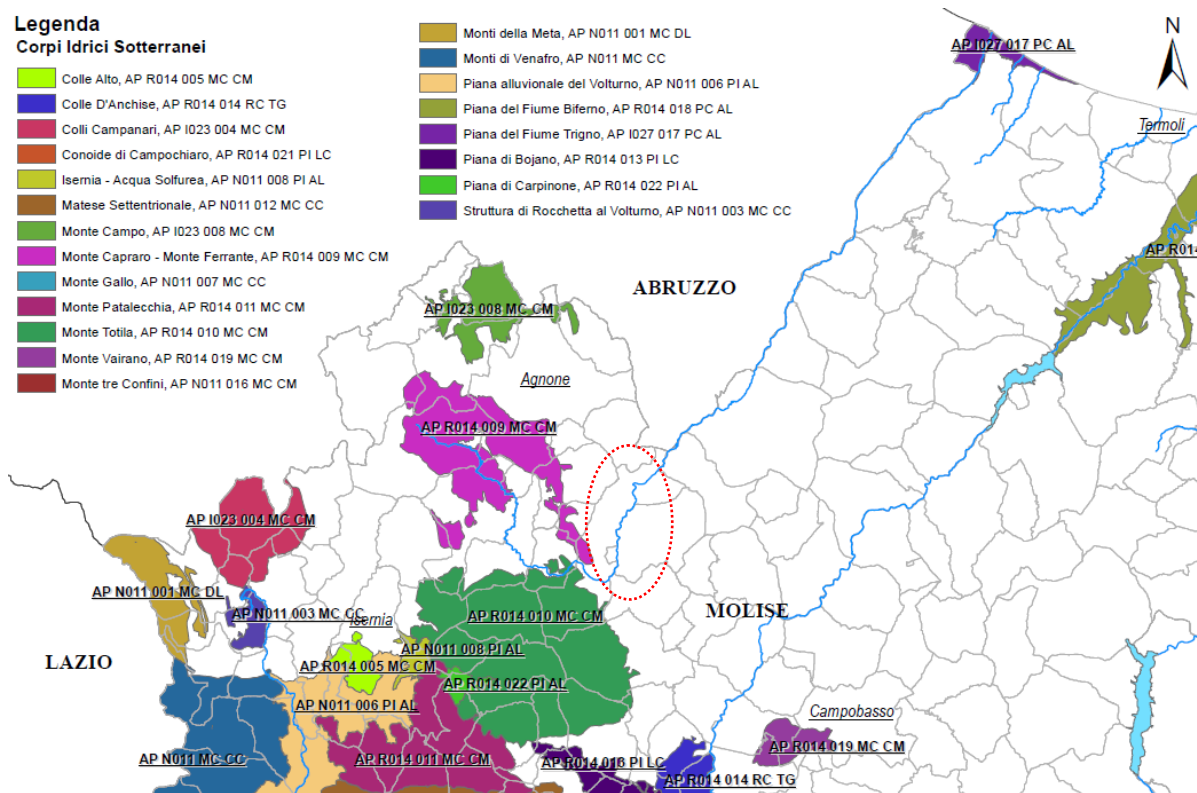 Legenda
Corpi Idrici Sotterranei
Colle Alto, AP R014 005 MC CM
Colle D'Anchise, AP R014 014 RC TG
Colli Campanari, AP I023 004 MC CM
Conoide di Campochiaro, AP R014 021 PI LC
Isernia - Acqua Solfurea, AP N011 008 PI AL
Matese Settentrionale, AP N011 012 MC CC
Monte Campo, AP I023 008 MC CM
Monte Capraro - Monte Ferrante, AP R014 009 MC CM
Monte Gallo, AP N011 007 MC CC
Monte Patalecchia, AP R014 011 MC CM
Monte Totila, AP R014 010 MC CM
Monte Vairano, AP R014 019 MC CM
Monte tre Confini, AP N011 016 MC CM
Monti della Meta, AP N011 001 MC DL
Monti di Venafro, AP N011 MC CC
Piana alluvionale del Volturno, AP N011 006 PI AL
Piana del Fiume Biferno, AP R014 018 PC AL
Piana del Fiume Trigno, AP I027 017 PC AL
Piana di Bojano, AP R014 013 PI LC
Piana di Carpinone, AP R014 022 PI AL
Struttura di Rocchetta al Volturno, AP N011 003 MC CC
N
AP I027 017 PC AL
Termoli
AP R014
ABRUZZO
AP I023 008 MC CM
Agnone
AP R014 009 MC CM
AP I023 004 MC CM
AP N011 001 MC DL
AP N011 003 MC CC
Isernia
AP R014 010 MC CM
MOLISE
LAZIO
AP N011 008 PI AL
AP R014 005 MC CM
AP R014 022 PI AL
AP N011 006 PI AL
Campobasso
AP R014 019 MC CM
AP N011 MC CC
AP R014 011 MC CM
AP R014 PI LC
AP R014 014 RC TG